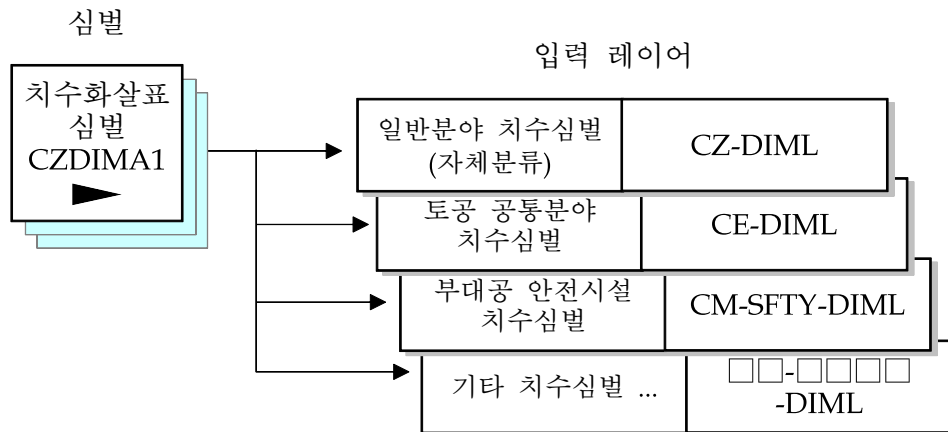 심벌
치수화살표
심벌
CZDIMA1
입력 레이어
일반분야 치수심벌
(자체분류)
CZ-DIML
토공 공통분야
치수심벌
CE-DIML
부대공 안전시설
치수심벌
CM-SFTY-DIML
기타 치수심벌 ...
□□-□□□□
-DIML